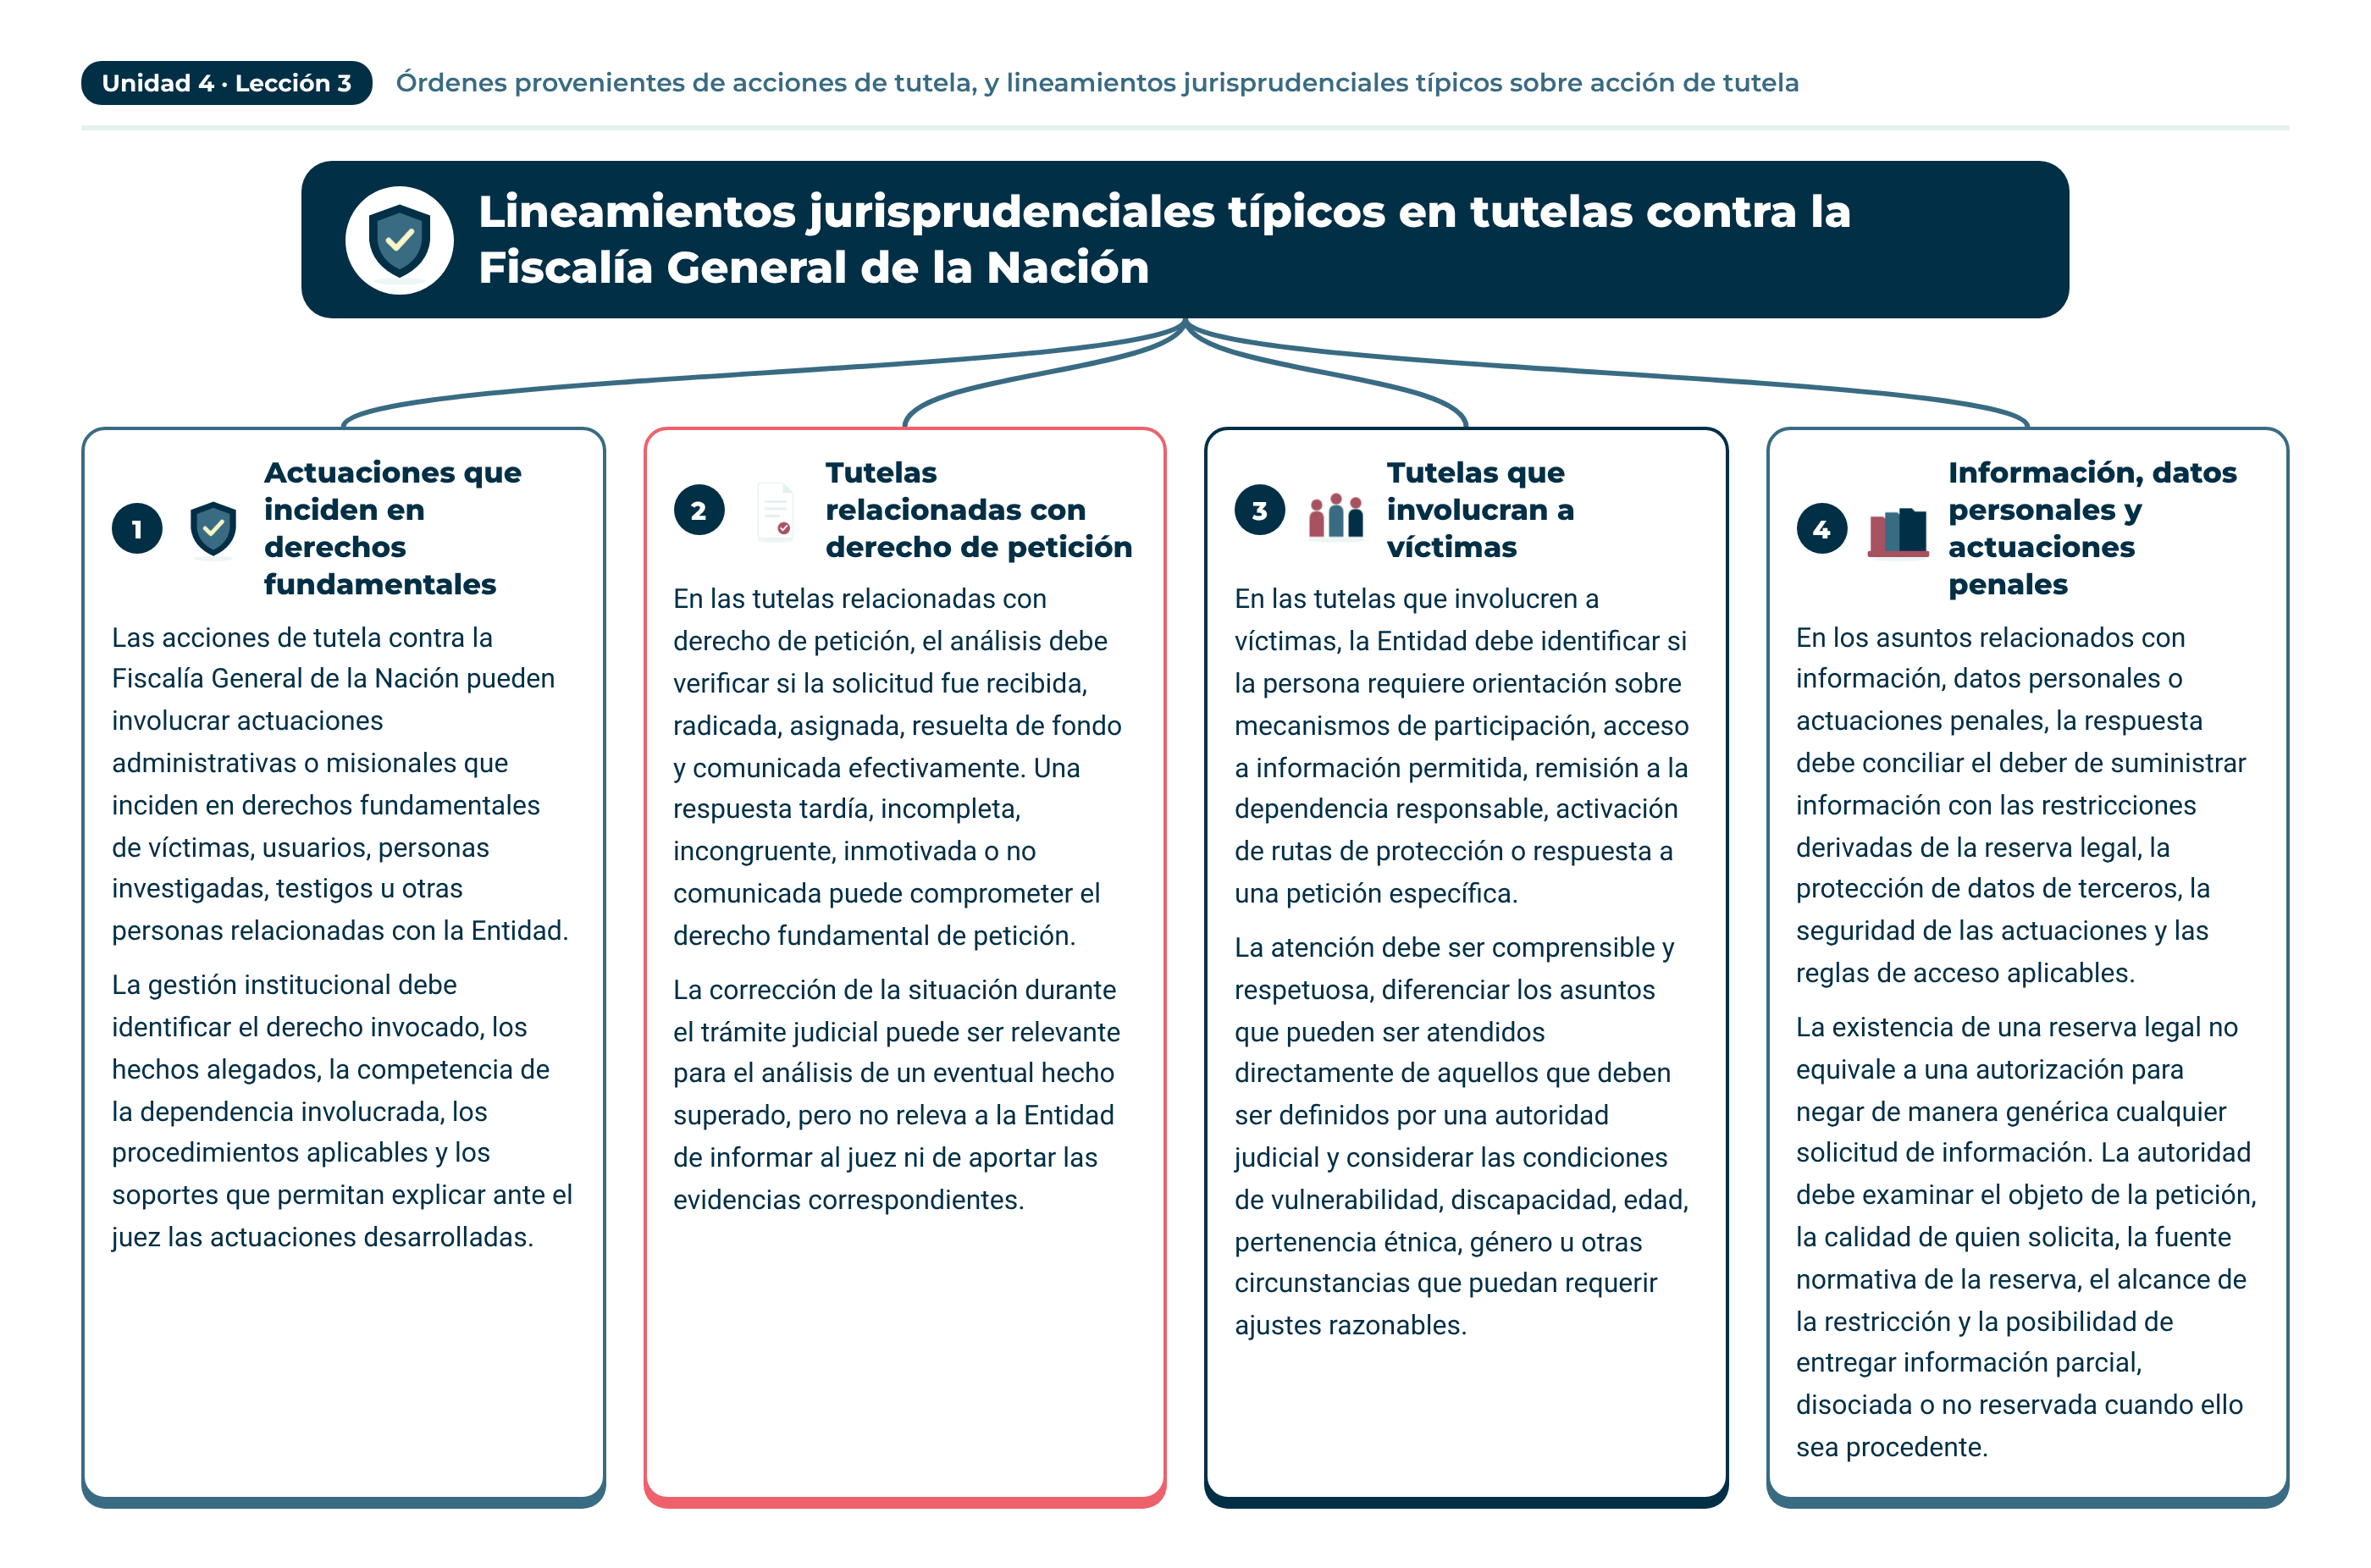 Unidad 4 · Lección 3
Órdenes provenientes de acciones de tutela, y lineamientos jurisprudenciales típicos sobre acción de tutela
Lineamientos jurisprudenciales típicos en tutelas contra la
Fiscalía General de la Nación
1
Actuaciones que
inciden en
derechos
fundamentales
Las acciones de tutela contra la
Fiscalía General de la Nación pueden
involucrar actuaciones
administrativas o misionales que
inciden en derechos fundamentales
de víctimas, usuarios, personas
investigadas, testigos u otras
personas relacionadas con la Entidad.
La gestión institucional debe
identificar el derecho invocado, los
hechos alegados, la competencia de
la dependencia involucrada, los
procedimientos aplicables y los
soportes que permitan explicar ante el
juez las actuaciones desarrolladas.
2
Tutelas
relacionadas con
derecho de petición
En las tutelas relacionadas con
derecho de petición, el análisis debe
verificar si la solicitud fue recibida,
radicada, asignada, resuelta de fondo
y comunicada efectivamente. Una
respuesta tardía, incompleta,
incongruente, inmotivada o no
comunicada puede comprometer el
derecho fundamental de petición.
La corrección de la situación durante
el trámite judicial puede ser relevante
para el análisis de un eventual hecho
superado, pero no releva a la Entidad
de informar al juez ni de aportar las
evidencias correspondientes.
3
Tutelas que
involucran a
víctimas
En las tutelas que involucren a
víctimas, la Entidad debe identificar si
la persona requiere orientación sobre
mecanismos de participación, acceso
a información permitida, remisión a la
dependencia responsable, activación
de rutas de protección o respuesta a
una petición específica.
La atención debe ser comprensible y
respetuosa, diferenciar los asuntos
que pueden ser atendidos
directamente de aquellos que deben
ser definidos por una autoridad
judicial y considerar las condiciones
de vulnerabilidad, discapacidad, edad,
pertenencia étnica, género u otras
circunstancias que puedan requerir
ajustes razonables.
4
Información, datos
personales y
actuaciones
penales
En los asuntos relacionados con
información, datos personales o
actuaciones penales, la respuesta
debe conciliar el deber de suministrar
información con las restricciones
derivadas de la reserva legal, la
protección de datos de terceros, la
seguridad de las actuaciones y las
reglas de acceso aplicables.
La existencia de una reserva legal no
equivale a una autorización para
negar de manera genérica cualquier
solicitud de información. La autoridad
debe examinar el objeto de la petición,
la calidad de quien solicita, la fuente
normativa de la reserva, el alcance de
la restricción y la posibilidad de
entregar información parcial,
disociada o no reservada cuando ello
sea procedente.